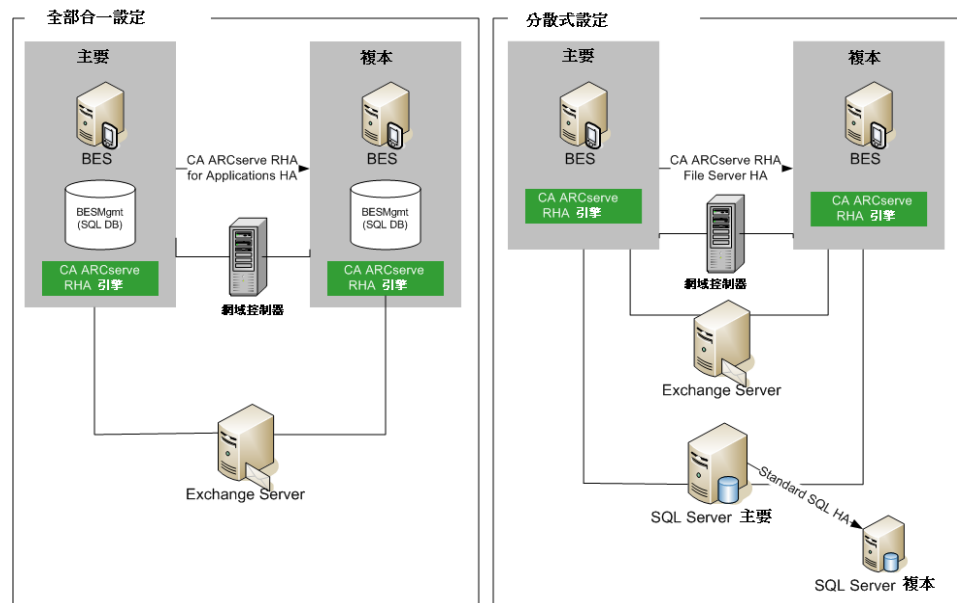 全部合一設定
主要
複本
BES
BES
CA ARCserve RHA
for Applications HA
BESMgmt
(SQL DB)
BESMgmt
(SQL DB)
CA ARCserve
RHA 引擎
CA ARCserve
RHA 引擎
網域控制器
Exchange Server
分散式設定
主要
複本
BES
BES
CA ARCserve RHA
File Server HA
CA ARCserve
RHA 引擎
CA ARCserve
RHA 引擎
網域控制器
Exchange Server
Standard SQL HA
SQL Server 主要
SQL Server 複本